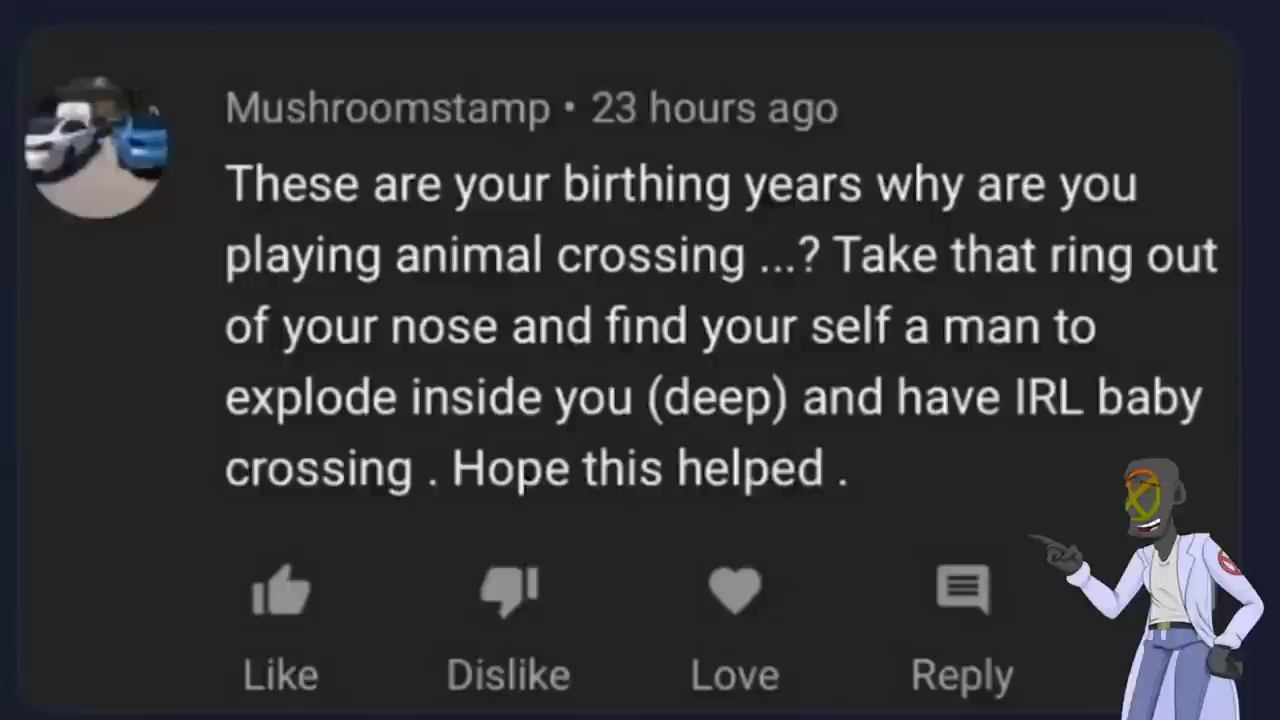 Mushroomstamp • 23 hours ago
These are your birthing years why are you
playing animal crossing ...? Take that ring out
of your nose and find your self a man to
explode inside you (deep) and have IRL baby
crossing . Hope this helped .
Like Dislike Love Reply